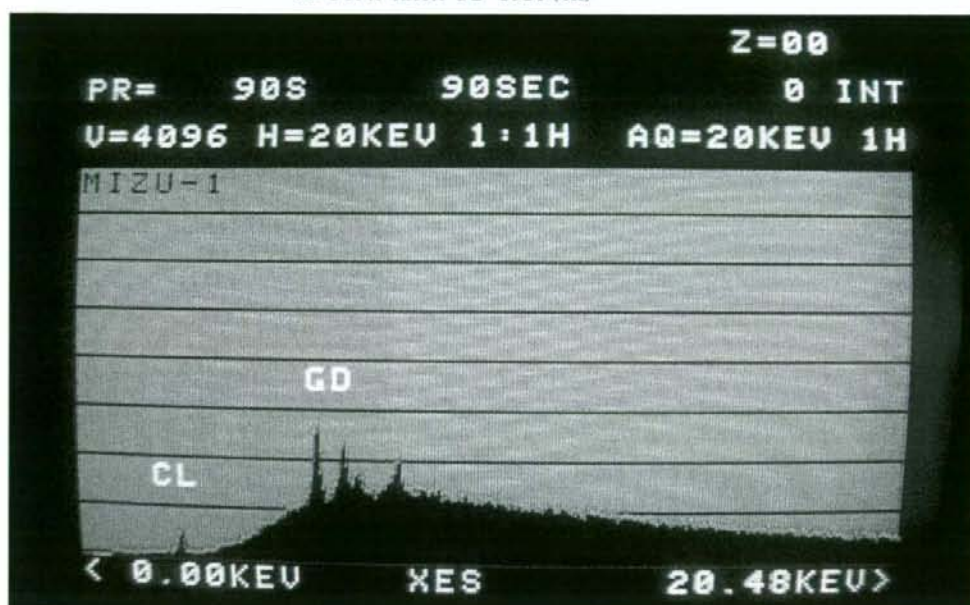 Z=00
PR= 90S 90SEC 0 INT
V=4096 H=20KEV 1:1H AQ=20KEV 1H
MIZU-1
GD
CL
< 0.00KEV XES 20.48KEV>